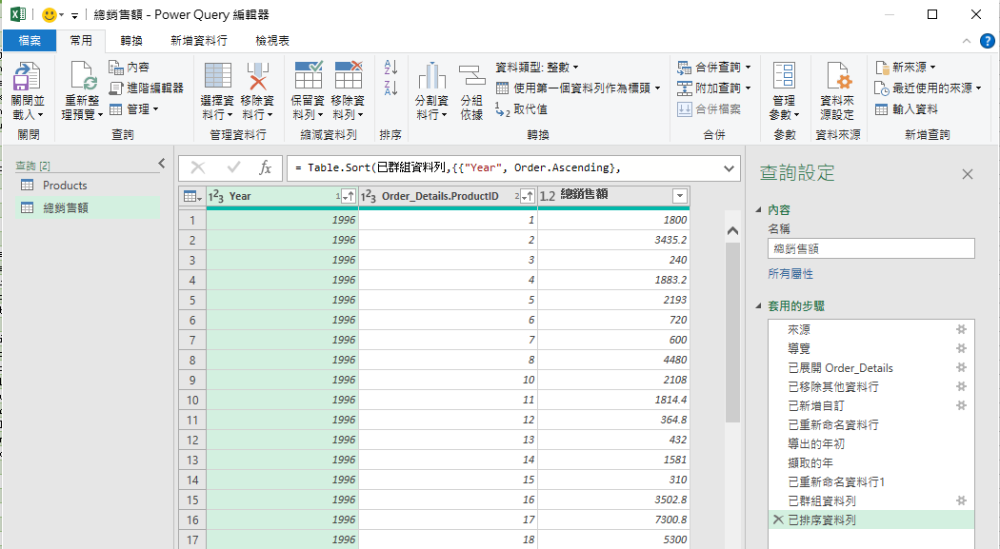 總銷售額 - Power Query 編輯器
檔案 常用 轉換 新增資料行 檢視表
關閉並
載入
關閉
重新整
理預覽
內容
進階編輯器
管理
查詢
選擇資
料行
移除資
料行
管理資料行
保留資
料列
移除資
料列
縮減資料列
排序
分割資
料行
分組
依據
資料類型: 整數
使用第一個資料列作為標頭
取代值
轉換
合併查詢
附加查詢
合併檔案
合併
管理
參數
參數
資料來
源設定
資料來源
新來源
最近使用的來源
輸入資料
新增查詢
查詢 [2]
Products
總銷售額
fx = Table.Sort(已群組資料列,{{"Year", Order.Ascending},
Year Order_Details.ProductID 1.2 總銷售額
1 1996 1 1800
2 1996 2 3435.2
3 1996 3 240
4 1996 4 1883.2
5 1996 5 2193
6 1996 6 720
7 1996 7 600
8 1996 8 4480
9 1996 10 2108
10 1996 11 1814.4
11 1996 12 364.8
12 1996 13 432
13 1996 14 1581
14 1996 15 310
15 1996 16 3502.8
16 1996 17 7300.8
17 1996 18 5300
查詢設定
內容
名稱
總銷售額
所有屬性
套用的步驟
來源
導覽
已展開 Order_Details
已移除其他資料行
已新增自訂
已重新命名資料行
導出的年初
擷取的年
已重新命名資料行1
已群組資料列
已排序資料列